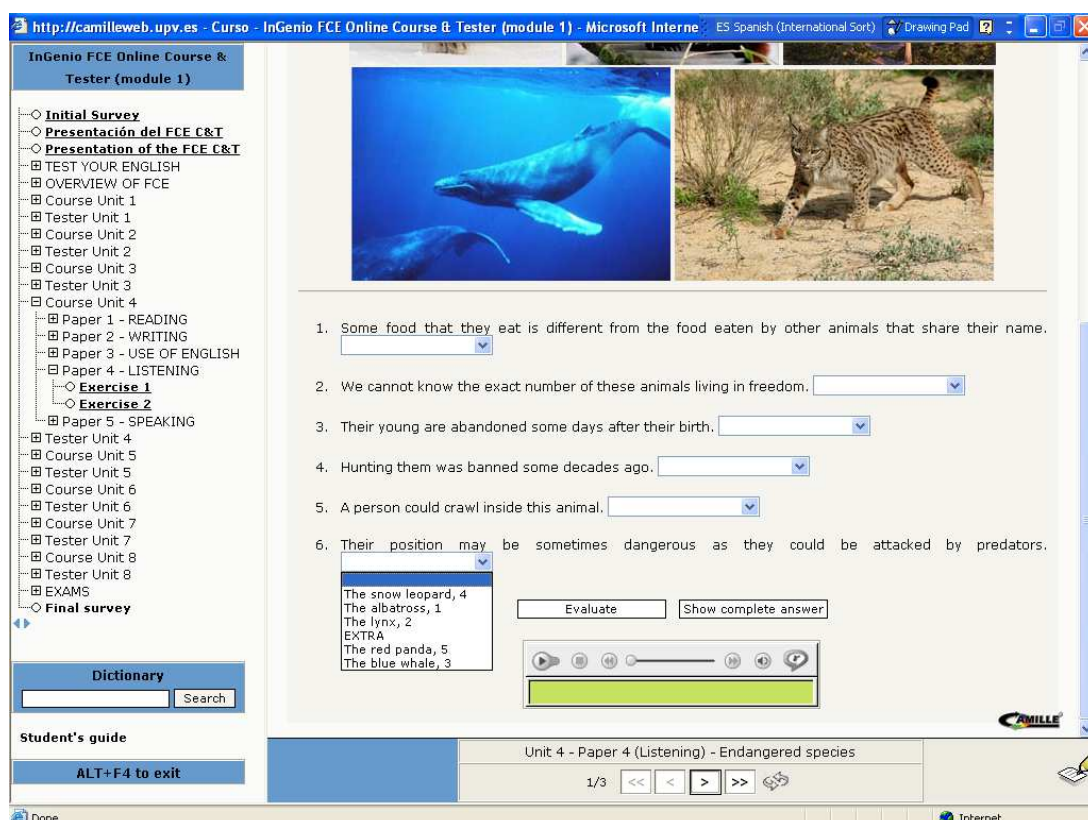 http://camilleweb.upv.es - Curso - InGenio FCE Online Course & Tester (module 1) - Microsoft Interne
ES Spanish (International Sort)
Drawing Pad
InGenio FCE Online Course &
Tester (module 1)
Initial Survey
Presentación del FCE C&T
Presentation of the FCE C&T
TEST YOUR ENGLISH
OVERVIEW OF FCE
Course Unit 1
Tester Unit 1
Course Unit 2
Tester Unit 2
Course Unit 3
Tester Unit 3
Course Unit 4
Paper 1 - READING
Paper 2 - WRITING
Paper 3 - USE OF ENGLISH
Paper 4 - LISTENING
Exercise 1
Exercise 2
Paper 5 - SPEAKING
Tester Unit 4
Course Unit 5
Tester Unit 5
Course Unit 6
Tester Unit 6
Course Unit 7
Tester Unit 7
Course Unit 8
Tester Unit 8
EXAMS
Final survey
Dictionary
Search
Student's guide
ALT+F4 to exit
1. Some food that they eat is different from the food eaten by other animals that share their name.
2. We cannot know the exact number of these animals living in freedom.
3. Their young are abandoned some days after their birth.
4. Hunting them was banned some decades ago.
5. A person could crawl inside this animal.
6. Their position may be sometimes dangerous as they could be attacked by predators.
The snow leopard, 4
The albatross, 1
The lynx, 2
EXTRA
The red panda, 5
The blue whale, 3
Evaluate
Show complete answer
CAMILLE
Unit 4 - Paper 4 (Listening) - Endangered species
1/3 << < > >>
Done
Internet